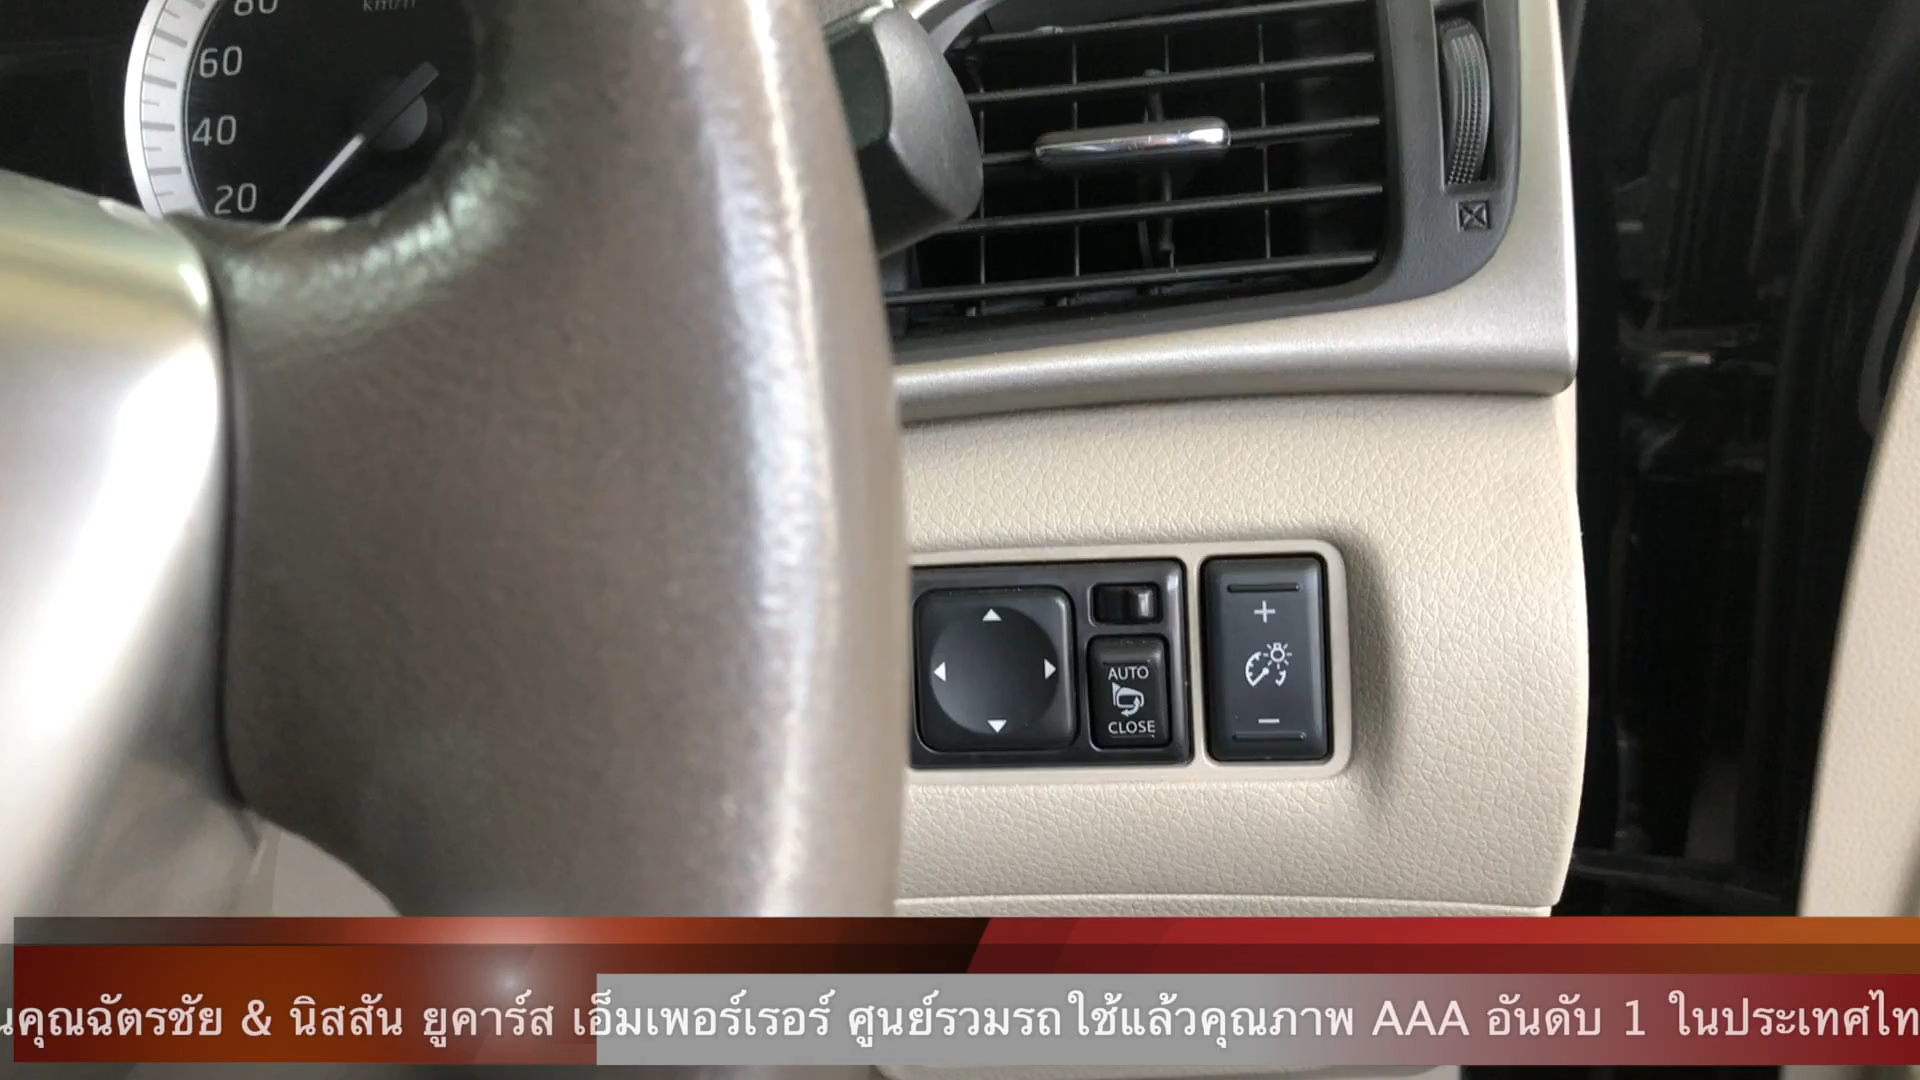 80
km/h
60
40
20
+
AUTO
CLOSE
−
นคุณฉัตรชัย & นิสสัน ยูคาร์ส เอ็มเพอร์เรอร์ ศูนย์รวมรถใช้แล้วคุณภาพ AAA อันดับ 1 ในประเทศไท